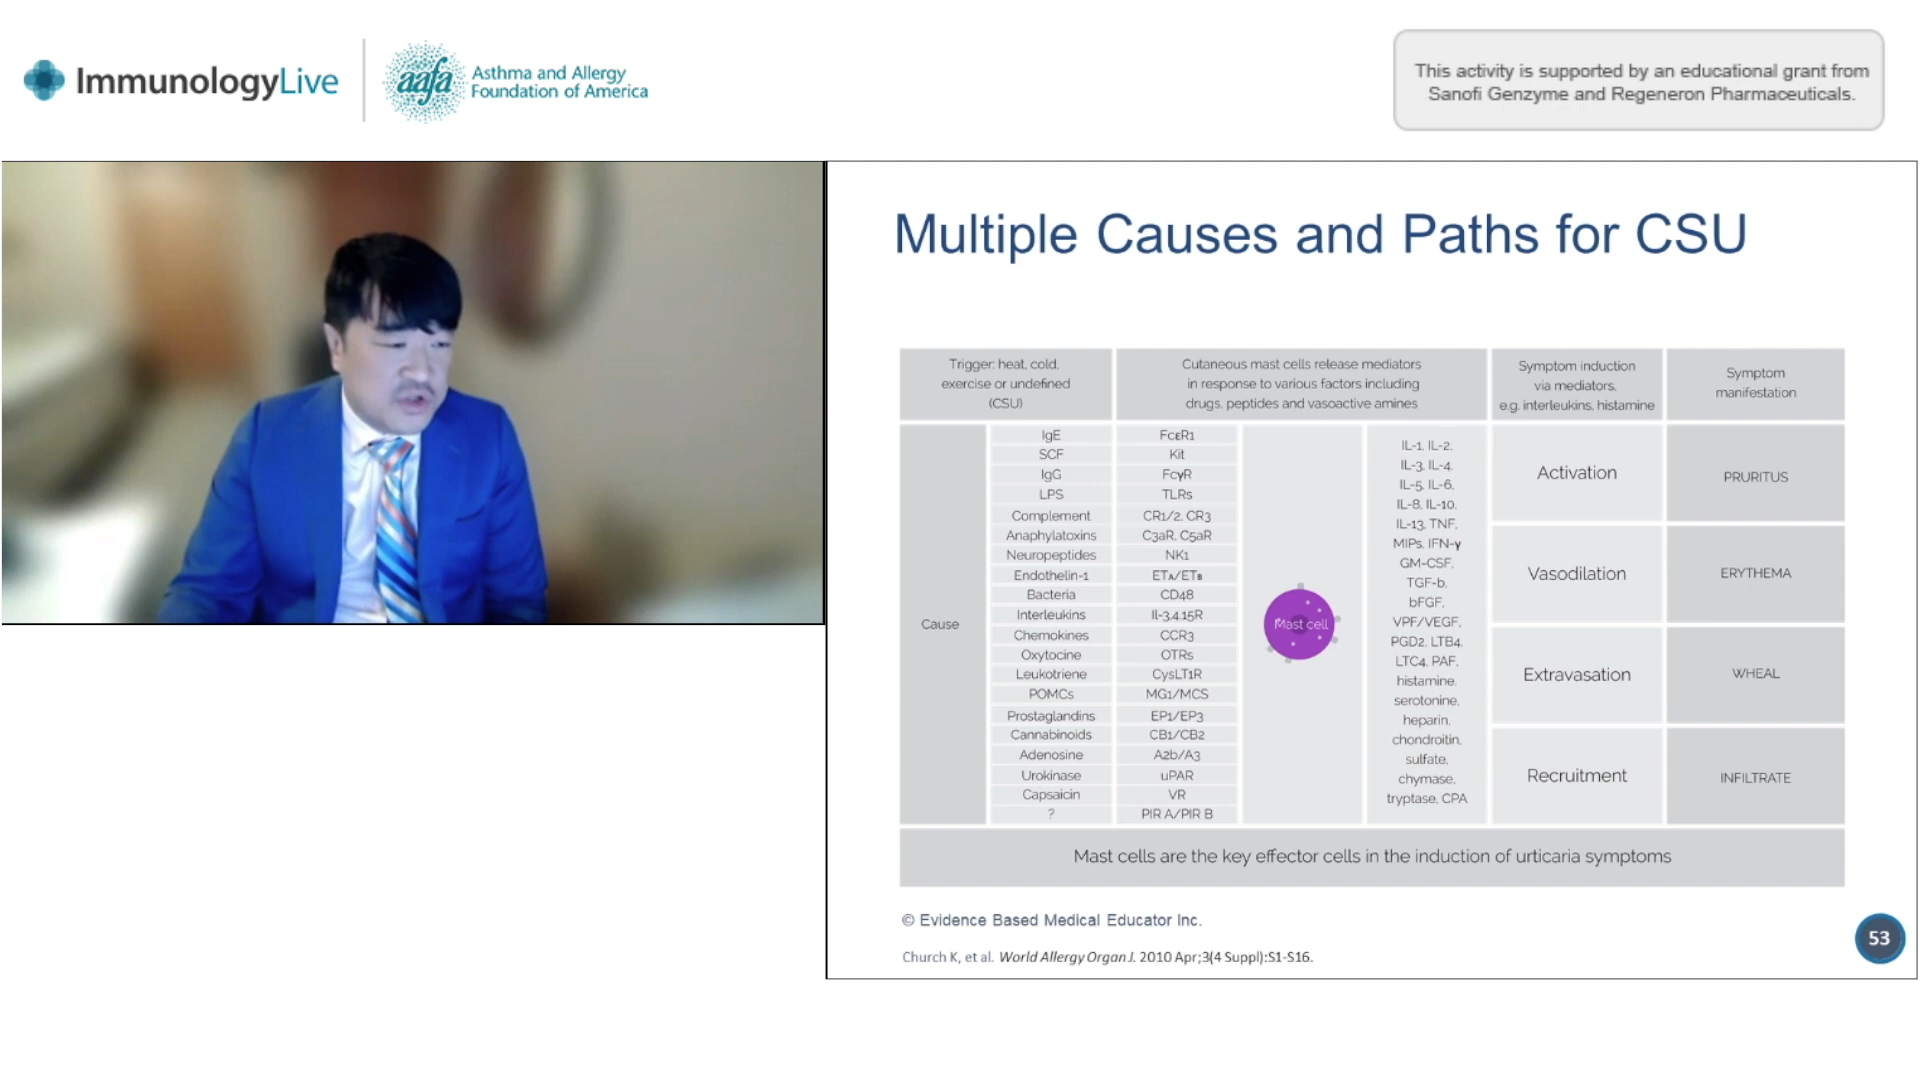 ImmunologyLive
aafa
Asthma and Allergy
Foundation of America
This activity is supported by an educational grant from
Sanofi Genzyme and Regeneron Pharmaceuticals.
Multiple Causes and Paths for CSU
Trigger: heat, cold,
exercise or undefined
(CSU)
Cutaneous mast cells release mediators
in response to various factors including
drugs, peptides and vasoactive amines
Symptom induction
via mediators,
e.g. interleukins, histamine
Symptom
manifestation
Cause
IgE
SCF
IgG
LPS
Complement
Anaphylatoxins
Neuropeptides
Endothelin-1
Bacteria
Interleukins
Chemokines
Oxytocine
Leukotriene
POMCs
Prostaglandins
Cannabinoids
Adenosine
Urokinase
Capsaicin
?
FcεR1
Kit
FcγR
TLRs
CR1/2, CR3
C3aR, C5aR
NK1
ETA/ETB
CD48
Il-3,4,15R
CCR3
OTRs
CysLT1R
MG1/MCS
EP1/EP3
CB1/CB2
A2b/A3
uPAR
VR
PIR A/PIR B
Mast cell
IL-1, IL-2,
IL-3, IL-4,
IL-5, IL-6,
IL-8, IL-10,
IL-13, TNF,
MIPs, IFN-γ
GM-CSF,
TGF-b,
bFGF,
VPF/VEGF,
PGD2, LTB4,
LTC4, PAF,
histamine,
serotonine,
heparin,
chondroitin,
sulfate,
chymase,
tryptase, CPA
Activation
Vasodilation
Extravasation
Recruitment
PRURITUS
ERYTHEMA
WHEAL
INFILTRATE
Mast cells are the key effector cells in the induction of urticaria symptoms
© Evidence Based Medical Educator Inc.
Church K, et al. World Allergy Organ J. 2010 Apr;3(4 Suppl):S1-S16.
53